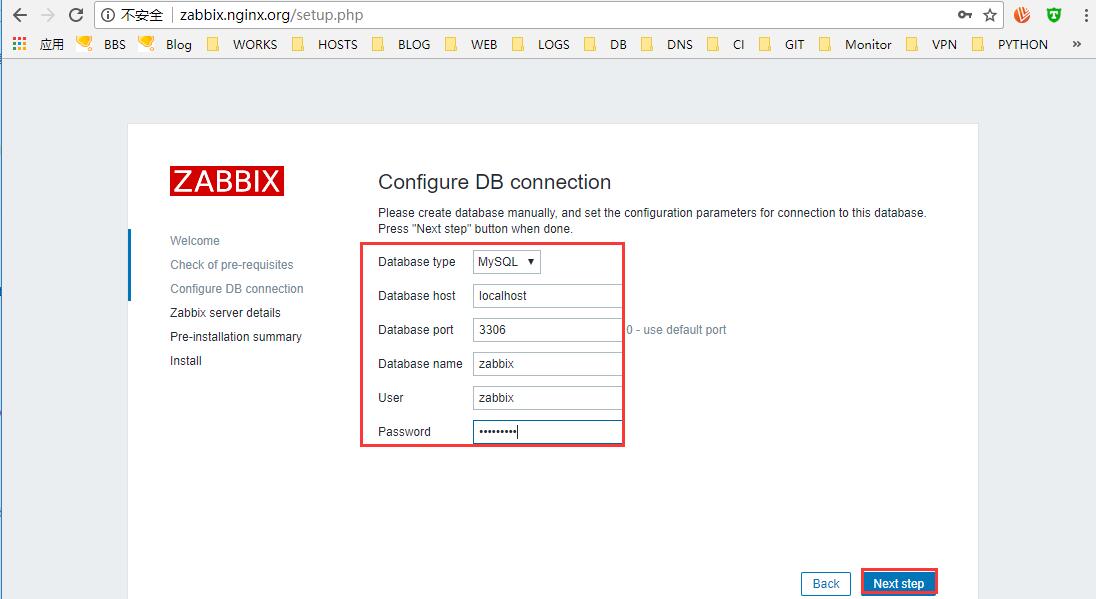 不安全 zabbix.nginx.org/setup.php
应用 BBS Blog WORKS HOSTS BLOG WEB LOGS DB DNS CI GIT Monitor VPN PYTHON »
ZABBIX
Configure DB connection
Please create database manually, and set the configuration parameters for connection to this database.
Press "Next step" button when done.
Welcome
Check of pre-requisites
Configure DB connection
Zabbix server details
Pre-installation summary
Install
Database type MySQL
Database host localhost
Database port 3306 0 - use default port
Database name zabbix
User zabbix
Password •••••••••
Back Next step